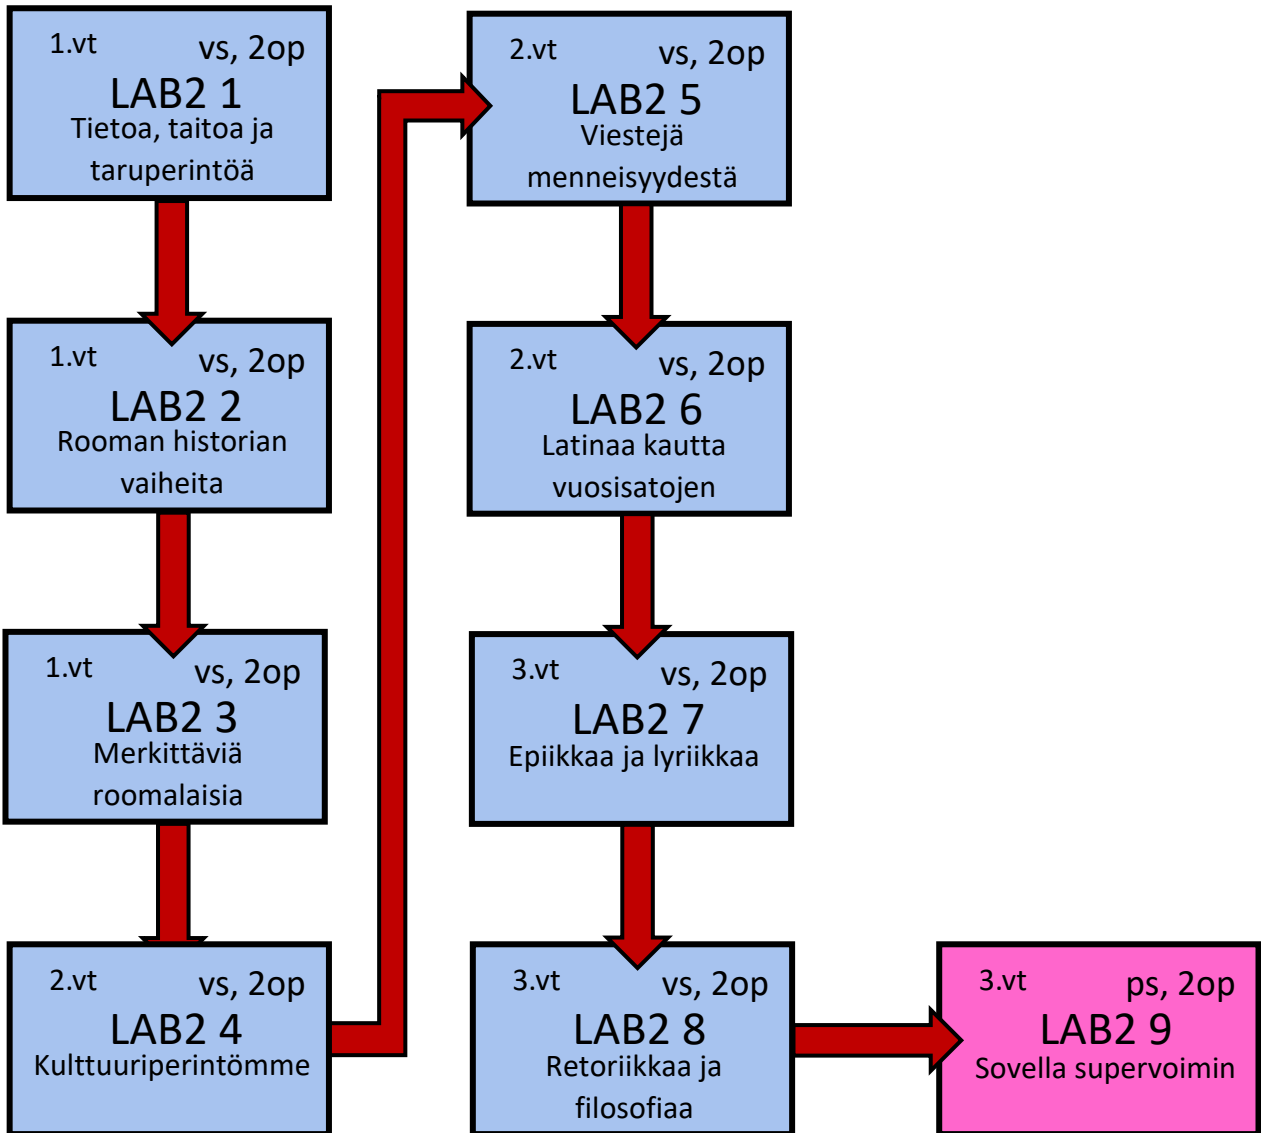 1.vt vs, 2op
LAB2 1
Tietoa, taitoa ja
taruperintöä
1.vt vs, 2op
LAB2 2
Rooman historian
vaiheita
1.vt vs, 2op
LAB2 3
Merkittäviä
roomalaisia
2.vt vs, 2op
LAB2 4
Kulttuuriperintömme
2.vt vs, 2op
LAB2 5
Viestejä
menneisyydestä
2.vt vs, 2op
LAB2 6
Latinaa kautta
vuosisatojen
3.vt vs, 2op
LAB2 7
Epiikkaa ja lyriikkaa
3.vt vs, 2op
LAB2 8
Retoriikkaa ja
filosofiaa
3.vt ps, 2op
LAB2 9
Sovella supervoimin